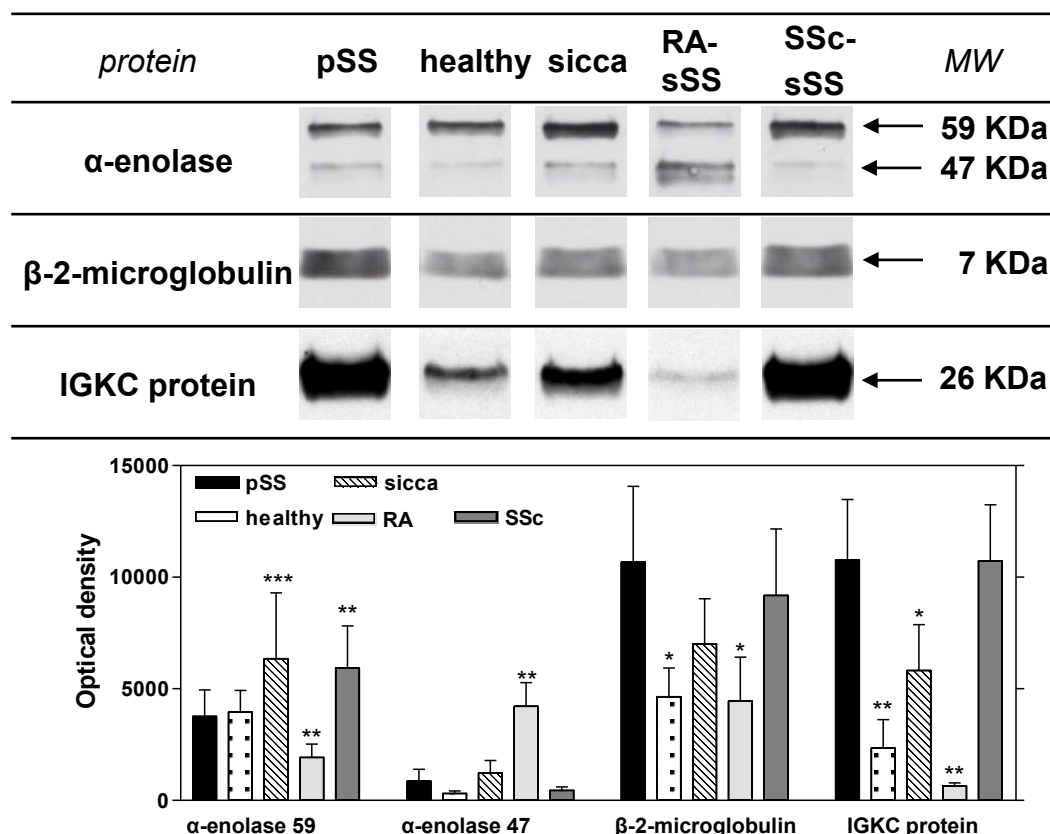 protein pSS healthy sicca RA-sSS SSc-sSS MW
α-enolase
59 KDa
47 KDa
β-2-microglobulin 7 KDa
IGKC protein 26 KDa
15000
10000
5000
0
Optical density
pSS sicca
healthy RA SSc
*** ** **
**
* *
** * **
α-enolase 59 α-enolase 47 β-2-microglobulin IGKC protein